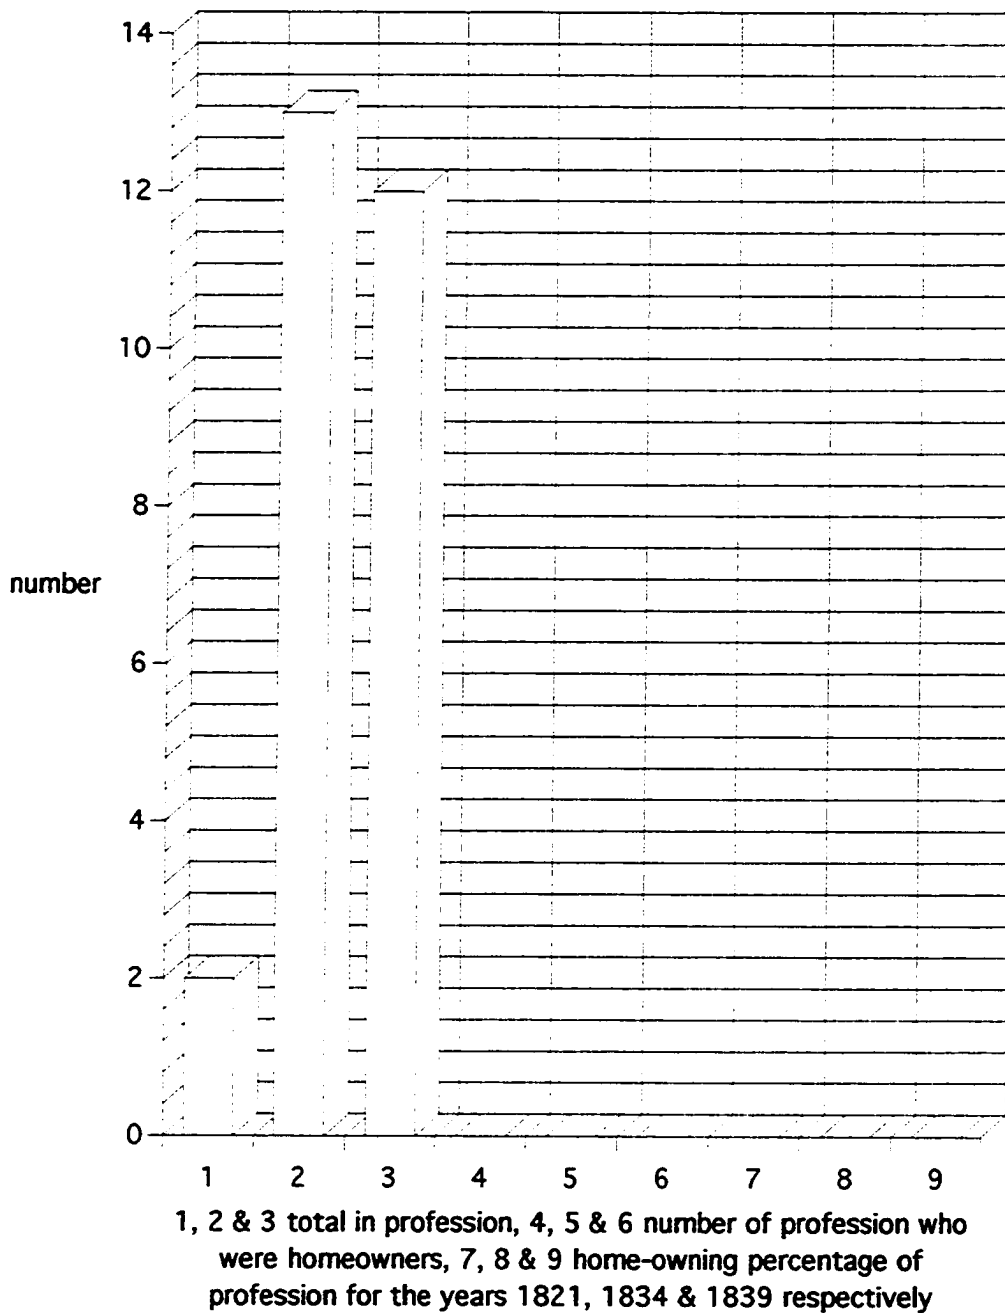 14
12
10
8
number
6
4
2
0
1 2 3 4 5 6 7 8 9
1, 2 & 3 total in profession, 4, 5 & 6 number of profession who
were homeowners, 7, 8 & 9 home-owning percentage of
profession for the years 1821, 1834 & 1839 respectively